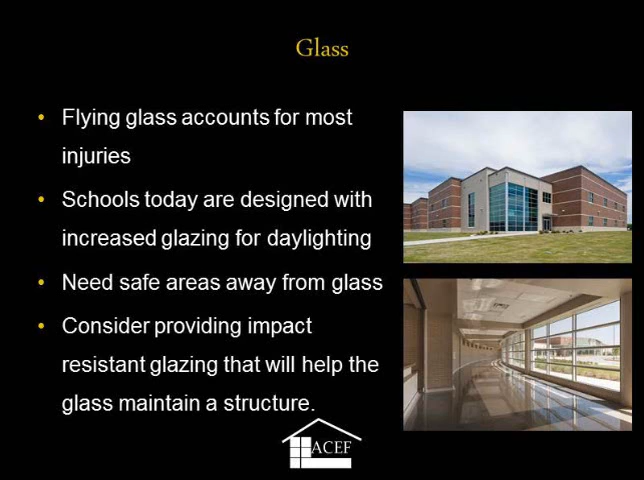 Glass
• Flying glass accounts for most
injuries
• Schools today are designed with
increased glazing for daylighting
• Need safe areas away from glass
• Consider providing impact
resistant glazing that will help the
glass maintain a structure.
ACEF